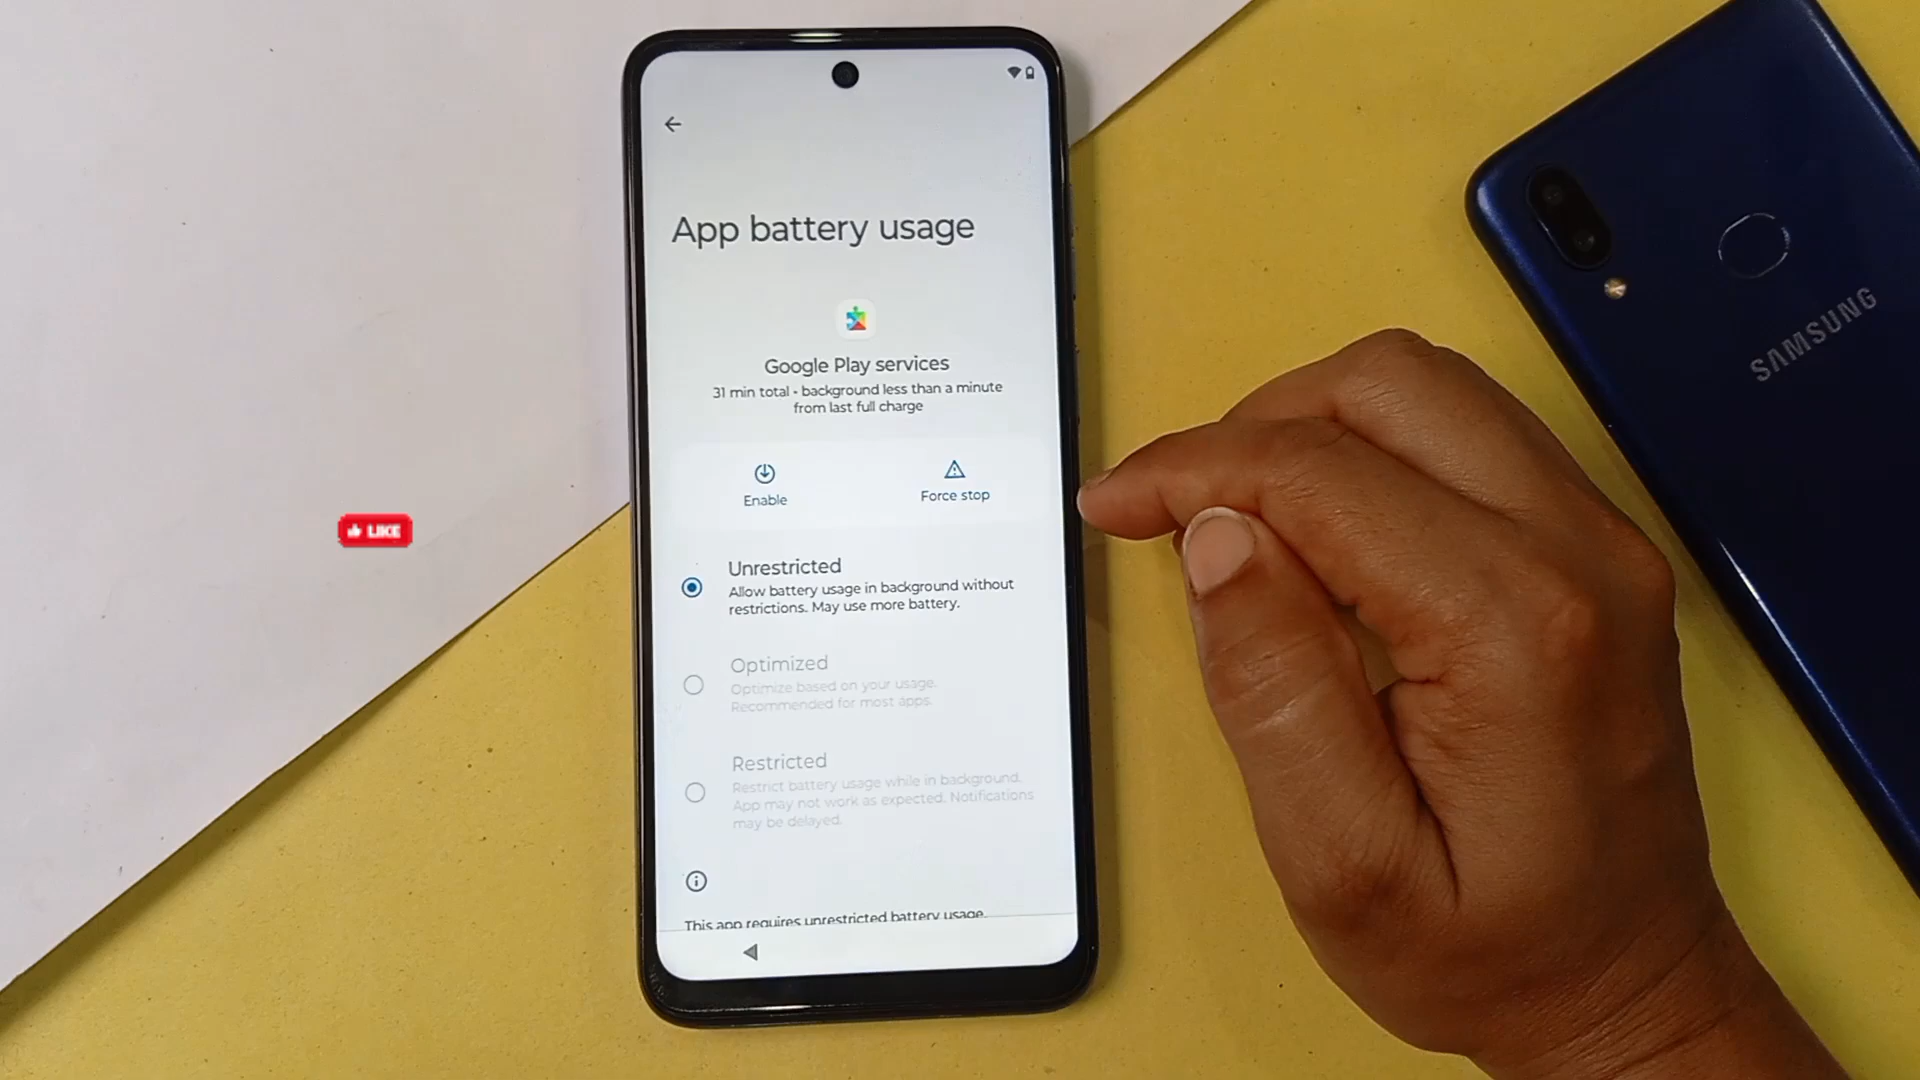 App battery usage
Google Play services
31 min total • background less than a minute
from last full charge
Enable
Force stop
Unrestricted
Allow battery usage in background without
restrictions. May use more battery.
Optimized
Optimize based on your usage.
Recommended for most apps.
Restricted
Restrict battery usage while in background.
App may not work as expected. Notifications
may be delayed.
This app requires unrestricted battery usage.
LIKE
SAMSUNG